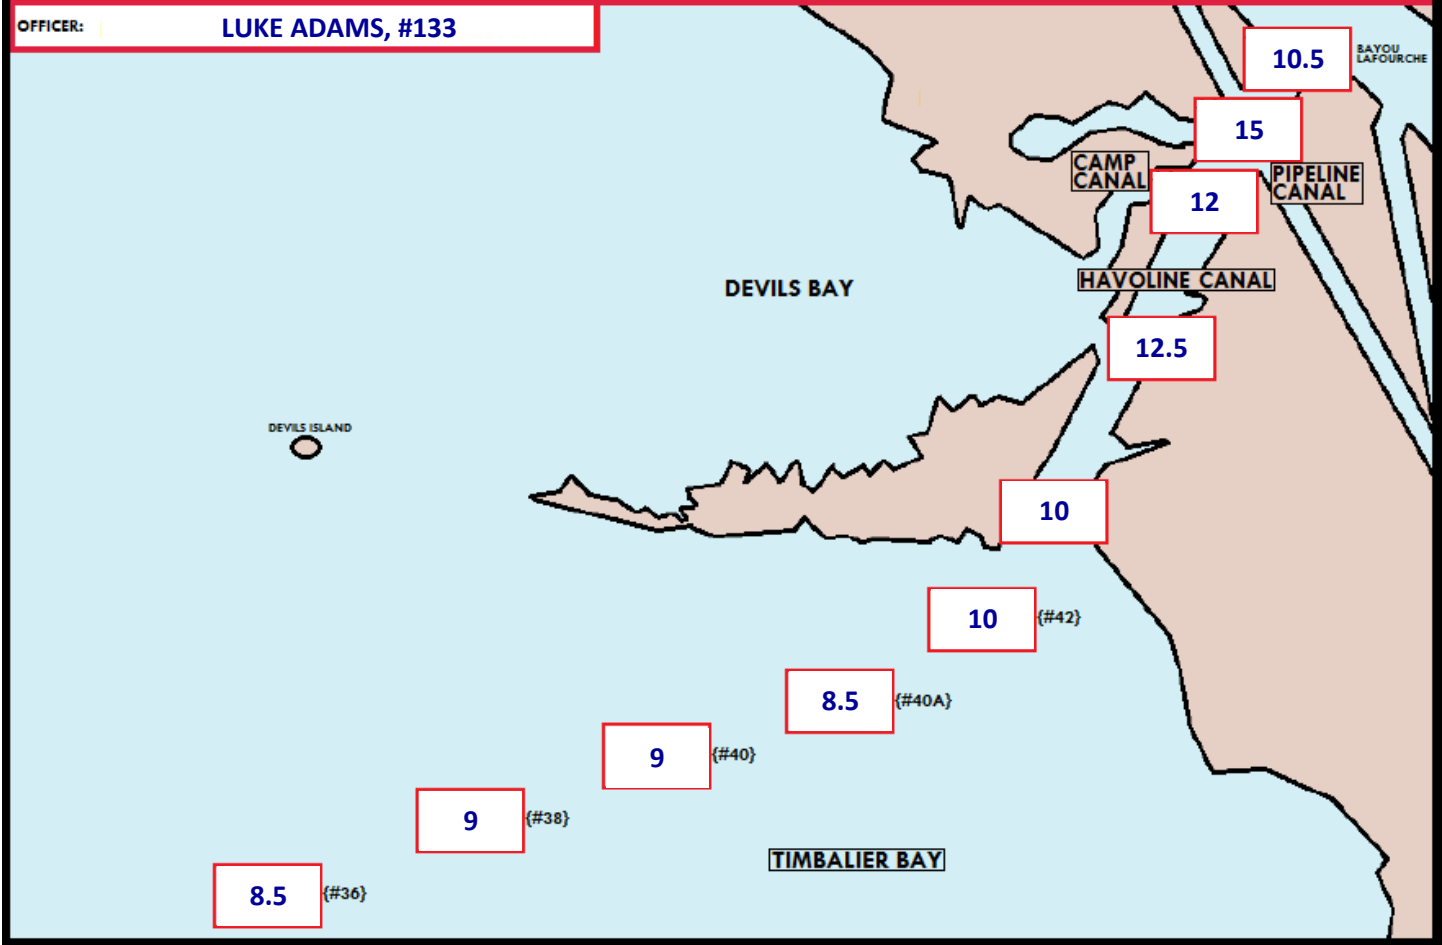 OFFICER: LUKE ADAMS, #133
10.5
BAYOU
LAFOURCHE
15
CAMP
CANAL
PIPELINE
CANAL
12
HAVOLINE CANAL
DEVILS BAY
12.5
DEVILS ISLAND
10
10 {#42}
8.5 {#40A}
9 {#40}
9 {#38}
TIMBALIER BAY
8.5 {#36}